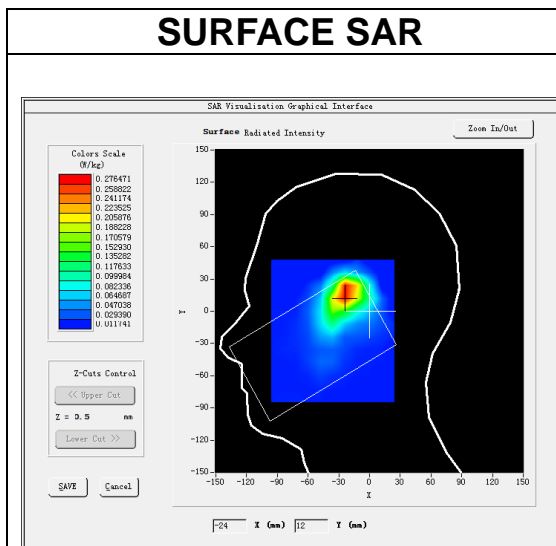 SURFACE SAR
SAR Visualisation Graphical Interface
Surface Radiated Intensity
Zoom In/Out
Colors Scale
(W/kg)
0.276471
0.258822
0.241174
0.223525
0.205876
0.188228
0.170579
0.152930
0.135282
0.117633
0.099984
0.082336
0.064687
0.047038
0.029390
0.011741
Z-Cuts Control
<< Upper Cut
Z = 0.5 mm
Lower Cut >>
SAVE Cancel
150
120
90
60
30
0
-30
-60
-90
-120
-150
Y
-150 -120 -90 -60 -30 0 30 60 90 120 150
X
-24 X (mm) 12 Y (mm)